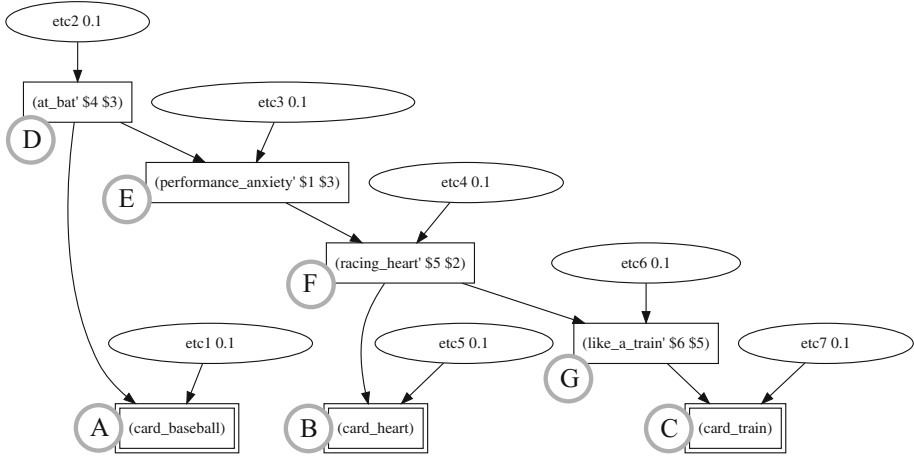 etc2 0.1
(at_bat' $4 $3)
etc3 0.1
D
(performance_anxiety' $1 $3)
etc4 0.1
E
(racing_heart' $5 $2)
etc6 0.1
F
etc1 0.1
etc5 0.1
(like_a_train' $6 $5)
etc7 0.1
G
A
(card_baseball)
B
(card_heart)
C
(card_train)